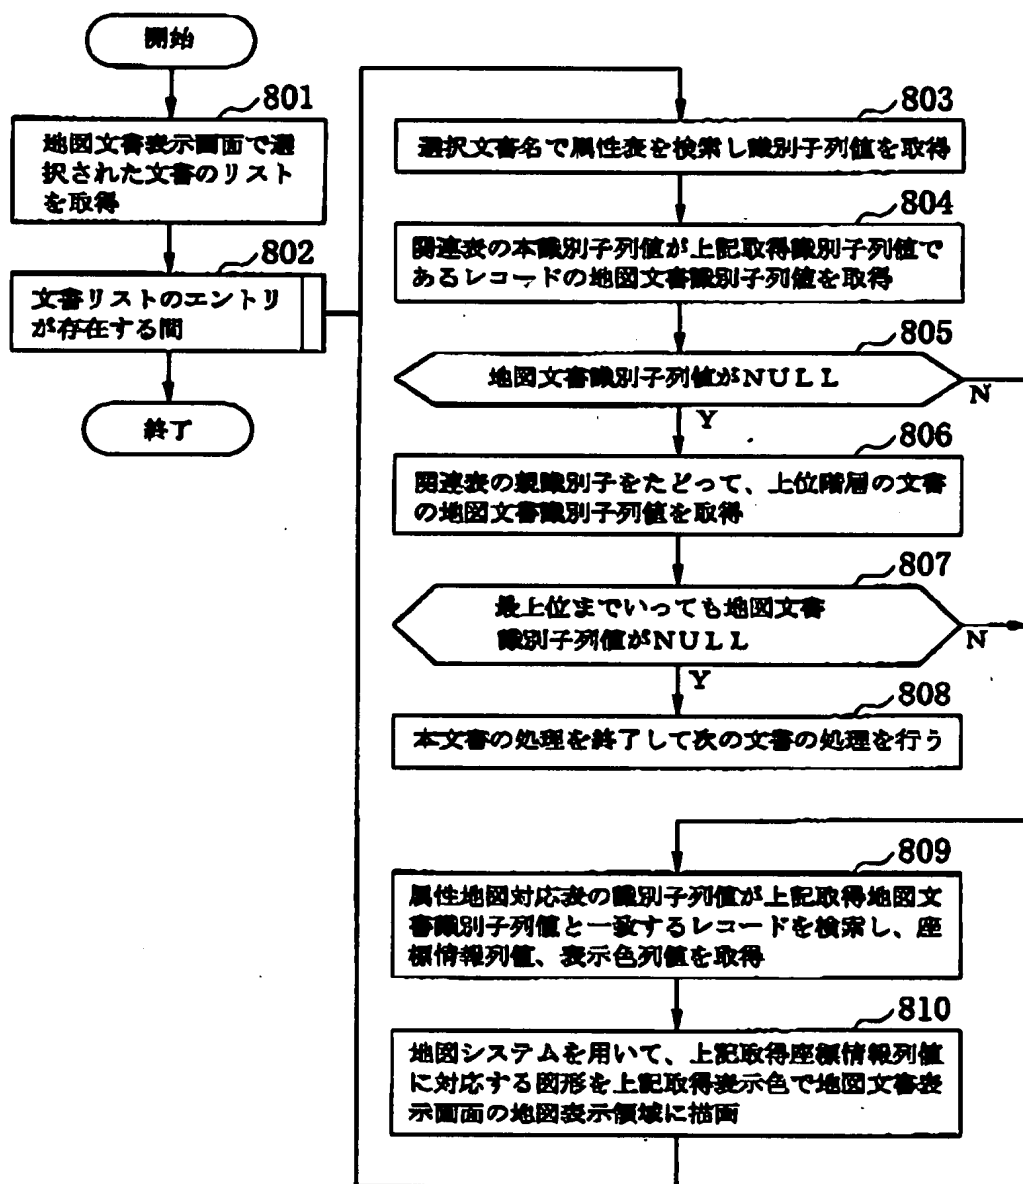 開始
801
地図文書表示画面で選
択された文書のリスト
を取得
802
文書リストのエントリ
が存在する間
終了
803
選択文書名で属性表を検索し識別子列値を取得
804
関連表の本識別子列値が上記取得識別子列値で
あるレコードの地図文書識別子列値を取得
805
地図文書識別子列値がNULL
N
Y
806
関連表の親識別子をたどって、上位階層の文書
の地図文書識別子列値を取得
807
最上位までいっても地図文書
識別子列値がNULL
N
Y
808
本文書の処理を終了して次の文書の処理を行う
809
属性地図対応表の識別子列値が上記取得地図文
書識別子列値と一致するレコードを検索し、座
標情報列値、表示色列値を取得
810
地図システムを用いて、上記取得座標情報列値
に対応する図形を上記取得表示色で地図文書表
示画面の地図表示領域に描画